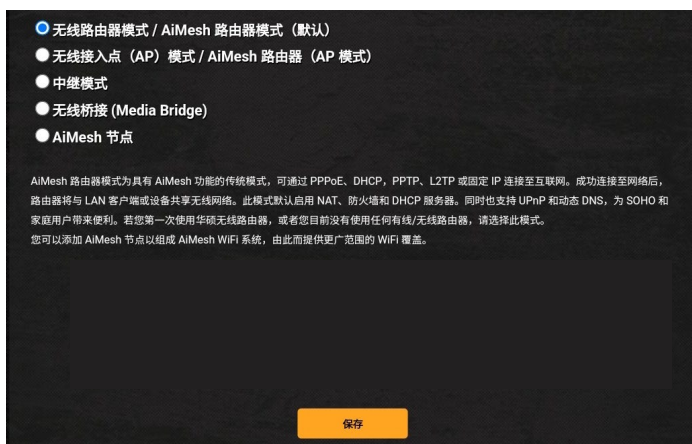 无线路由器模式 / AiMesh 路由器模式（默认）
无线接入点（AP）模式 / AiMesh 路由器（AP 模式）
中继模式
无线桥接 (Media Bridge)
AiMesh 节点
AiMesh 路由器模式为具有 AiMesh 功能的传统模式，可通过 PPPoE、DHCP，PPTP、L2TP 或固定 IP 连接至互联网。成功连接至网络后，
路由器将与 LAN 客户端或设备共享无线网络。此模式默认启用 NAT、防火墙和 DHCP 服务器。同时也支持 UPnP 和动态 DNS，为 SOHO 和
家庭用户带来便利。若您第一次使用华硕无线路由器，或者您目前没有使用任何有线/无线路由器，请选择此模式。
您可以添加 AiMesh 节点以组成 AiMesh WiFi 系统，由此而提供更广范围的 WiFi 覆盖。
保存